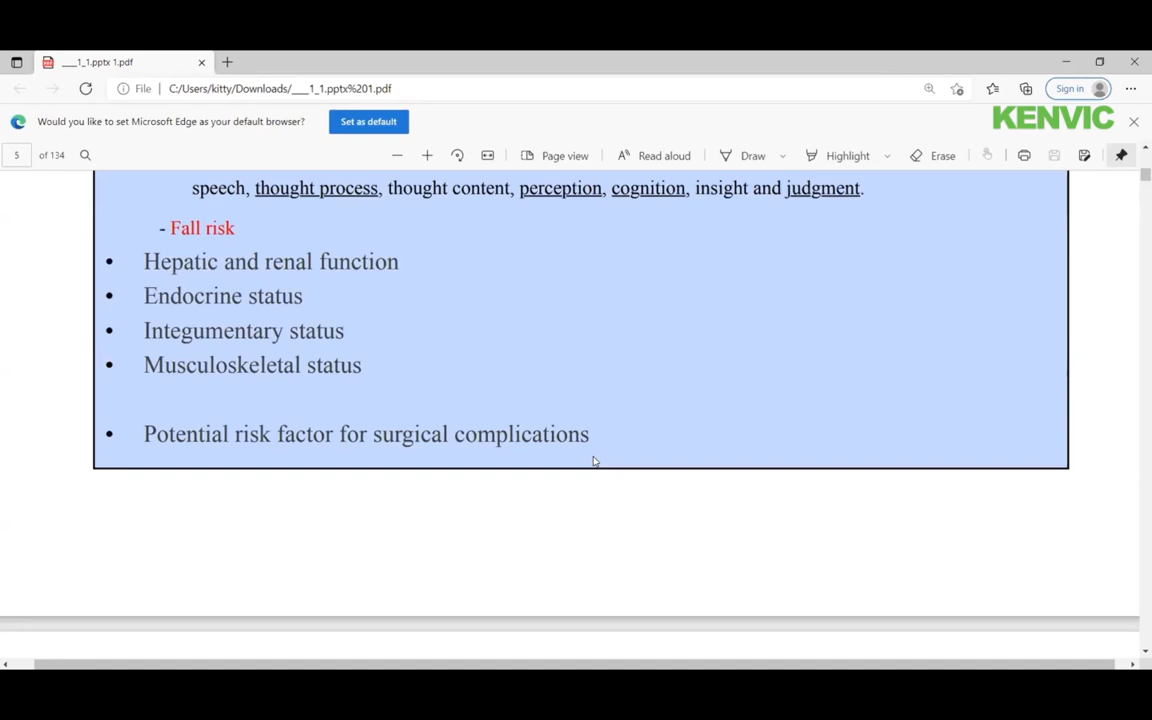 ___1_1.pptx 1.pdf
File | C:/Users/kitty/Downloads/___1_1.pptx%201.pdf
Sign in
Would you like to set Microsoft Edge as your default browser?
Set as default
KENVIC
5 of 134
Page view
Read aloud
Draw
Highlight
Erase
speech, thought process, thought content, perception, cognition, insight and judgment.
- Fall risk
• Hepatic and renal function
• Endocrine status
• Integumentary status
• Musculoskeletal status
• Potential risk factor for surgical complications